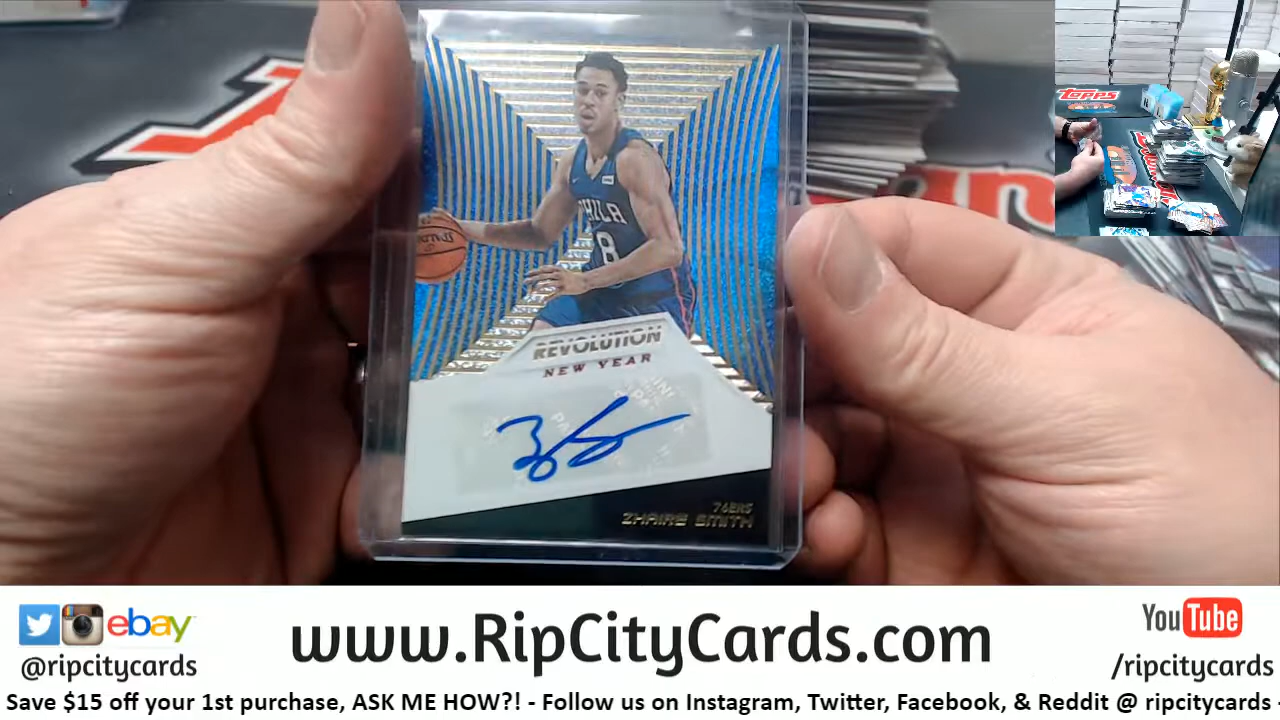 TOPPS
PHILA
8
REVOLUTION
NEW YEAR
76ERS
ZHAIRE SMITH
ebay
www.RipCityCards.com
YouTube
@ripcitycards
/ripcitycards
Save $15 off your 1st purchase, ASK ME HOW?! - Follow us on Instagram, Twitter, Facebook, & Reddit @ ripcitycards -